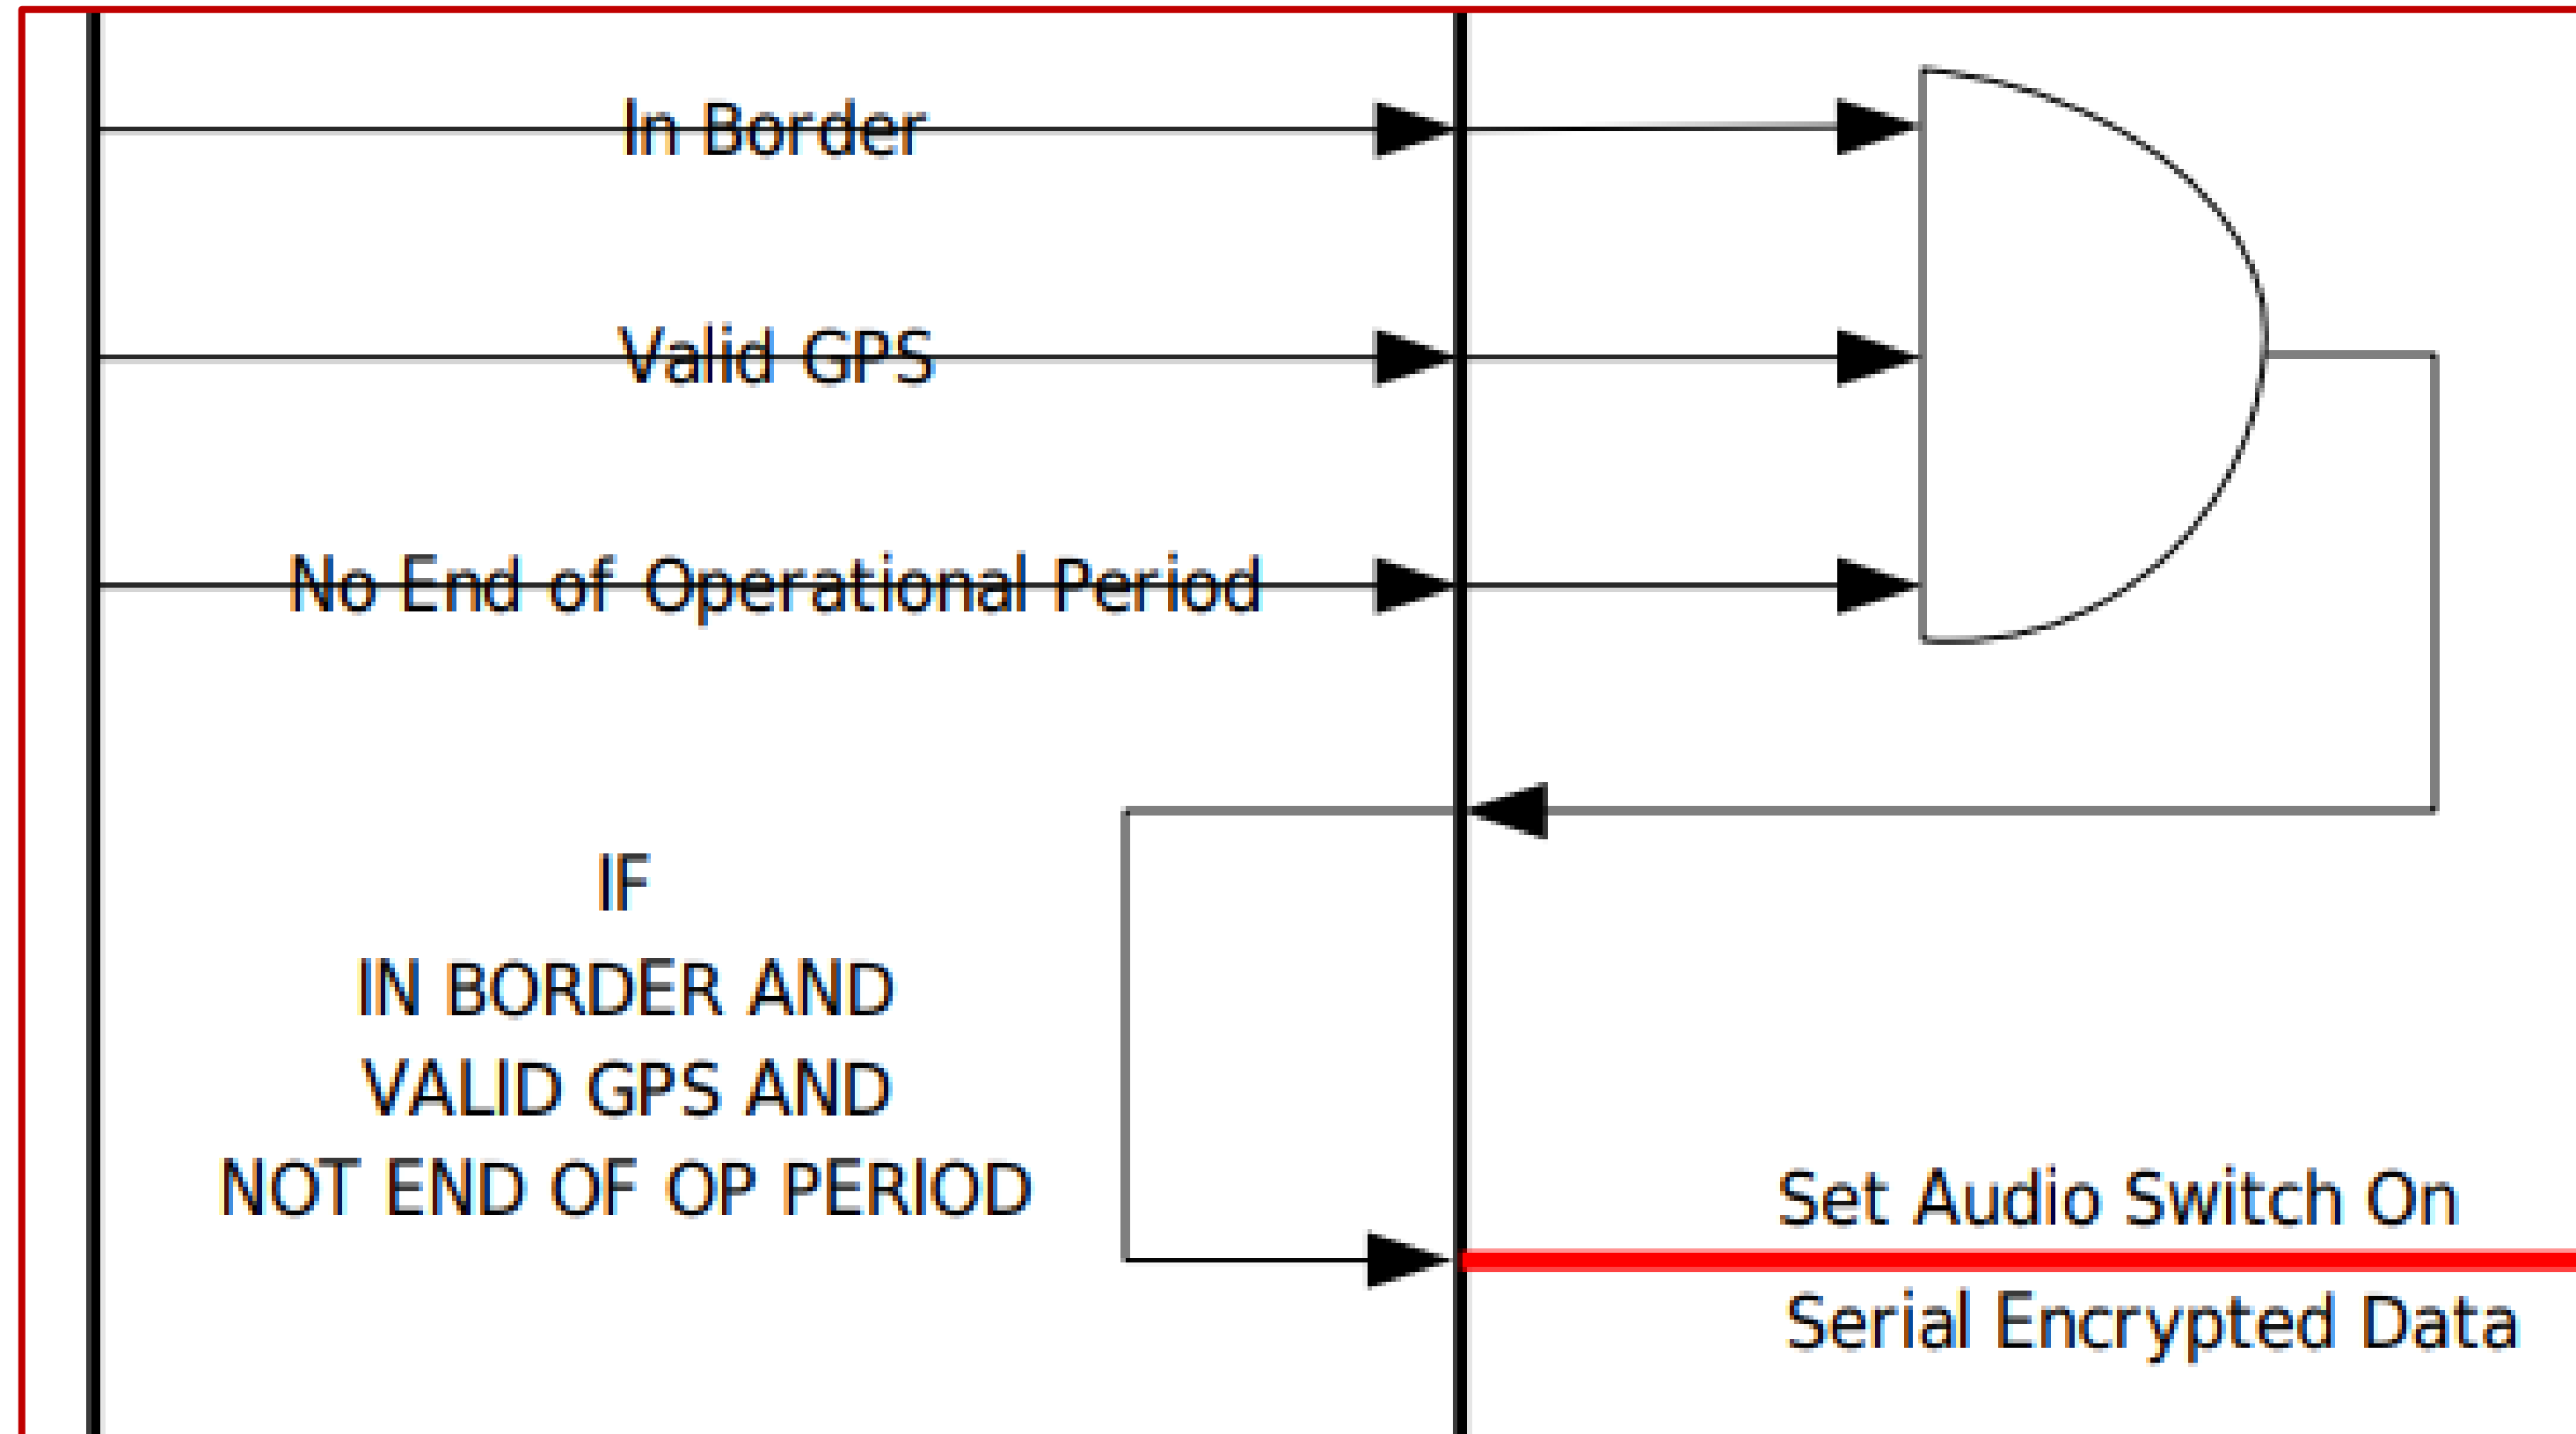 In Border
Valid GPS
No End of Operational Period
IF
IN BORDER AND
VALID GPS AND
NOT END OF OP PERIOD
Set Audio Switch On
Serial Encrypted Data